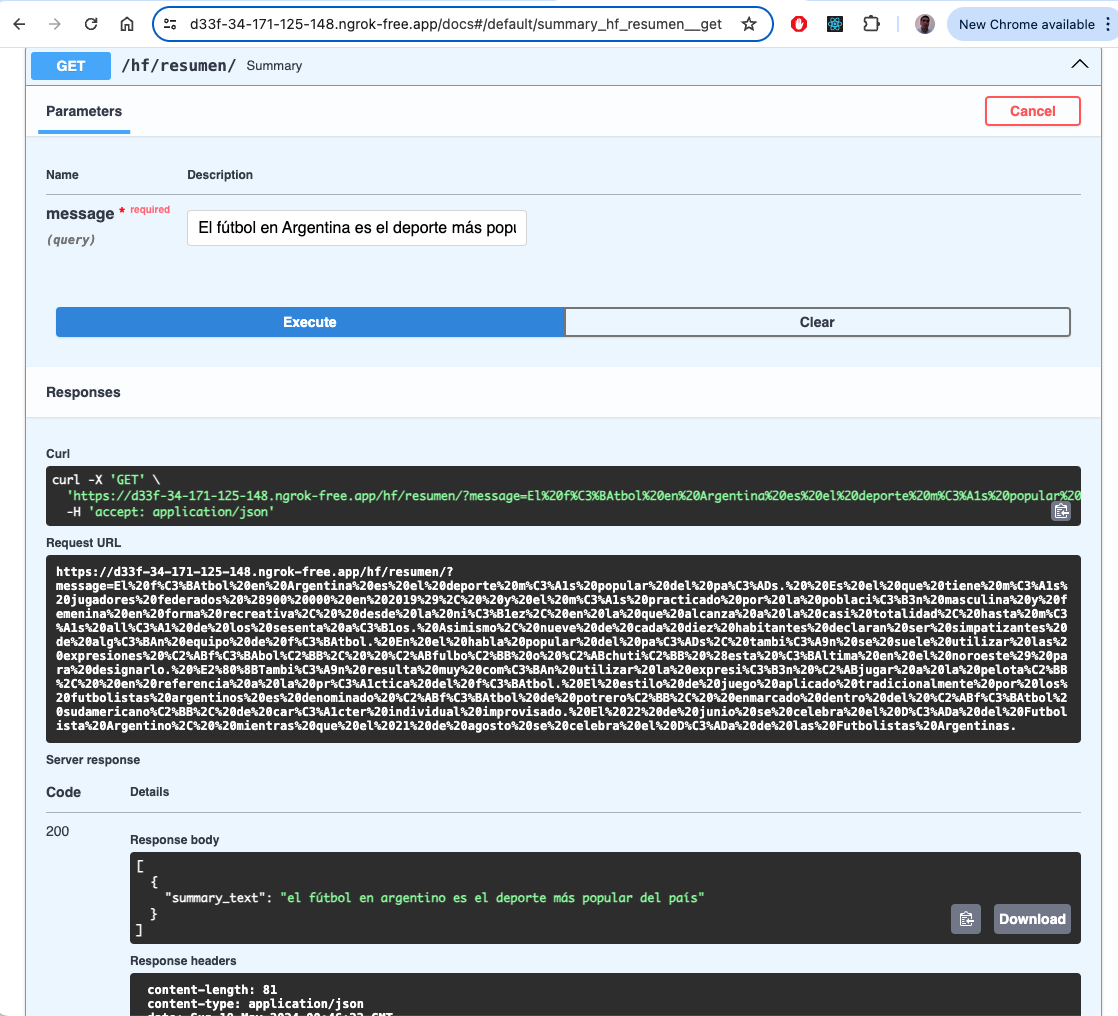 d33f-34-171-125-148.ngrok-free.app/docs#/default/summary_hf_resumen__get
New Chrome available
GET /hf/resumen/ Summary
Parameters
Cancel
Name Description
message * required
(query)
El fútbol en Argentina es el deporte más popu
Execute
Clear
Responses
Curl
curl -X 'GET' \
'https://d33f-34-171-125-148.ngrok-free.app/hf/resumen/?message=El%20f%C3%BAtbol%20en%20Argentina%20es%20el%20deporte%20m%C3%A1s%20popular%20
-H 'accept: application/json'
Request URL
https://d33f-34-171-125-148.ngrok-free.app/hf/resumen/?
message=El%20f%C3%BAtbol%20en%20Argentina%20es%20el%20deporte%20m%C3%A1s%20popular%20del%20pa%C3%ADs.%20%20Es%20el%20que%20tiene%20m%C3%A1s%
20jugadores%20federados%20%28900%20000%20en%202019%29%2C%20%20y%20el%20m%C3%A1s%20practicado%20por%20la%20poblaci%C3%B3n%20masculina%20y%20f
emenina%20en%20forma%20recreativa%2C%20%20desde%20la%20ni%C3%B1ez%2C%20en%20la%20que%20alcanza%20a%20la%20casi%20totalidad%2C%20hasta%20m%C3
%A1s%20all%C3%A1%20de%20los%20sesenta%20a%C3%B1os.%20Asimismo%2C%20nueve%20de%20cada%20diez%20habitantes%20declaran%20ser%20simpatizantes%20
de%20alg%C3%BAn%20equipo%20de%20f%C3%BAtbol.%20En%20el%20habla%20popular%20del%20pa%C3%ADs%2C%20tambi%C3%A9n%20se%20suele%20utilizar%20las%2
0expresiones%20%C2%ABf%C3%BAbol%C2%BB%2C%20%20%C2%ABfulbo%C2%BB%20o%20%C2%ABchuti%C2%BB%20%28esta%20%C3%BAltima%20en%20el%20noroeste%29%20pa
ra%20designarlo.%20%E2%80%8BTambi%C3%A9n%20resulta%20muy%20com%C3%BAn%20utilizar%20la%20expresi%C3%B3n%20%C2%ABjugar%20a%20la%20pelota%C2%BB
%2C%20%20en%20referencia%20a%20la%20pr%C3%A1ctica%20del%20f%C3%BAtbol.%20El%20estilo%20de%20juego%20aplicado%20tradicionalmente%20por%20los%
20futbolistas%20argentinos%20es%20denominado%20%C2%ABf%C3%BAtbol%20de%20potrero%C2%BB%2C%20%20enmarcado%20dentro%20del%20%C2%ABf%C3%BAtbol%2
0sudamericano%C2%BB%2C%20de%20car%C3%A1cter%20individual%20improvisado.%20El%2022%20de%20junio%20se%20celebra%20el%20D%C3%ADa%20del%20Futbol
ista%20Argentino%2C%20%20mientras%20que%20el%2021%20de%20agosto%20se%20celebra%20el%20D%C3%ADa%20de%20las%20Futbolistas%20Argentinas.
Server response
Code Details
200
Response body
[
{
"summary_text": "el fútbol en argentino es el deporte más popular del país"
}
]
Download
Response headers
content-length: 81
content-type: application/json